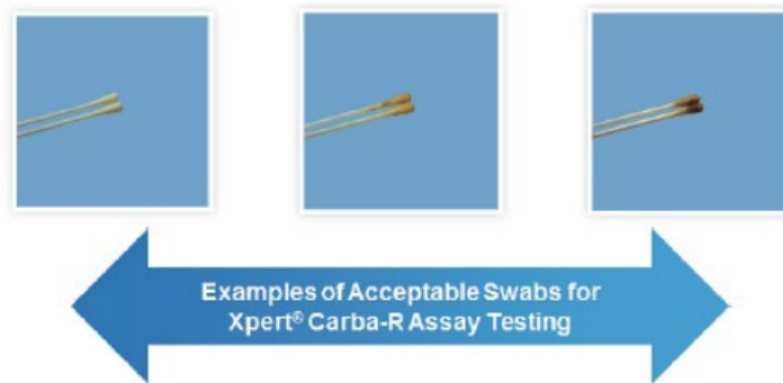 Examples of Acceptable Swabs for
Xpert® Carba-R Assay Testing